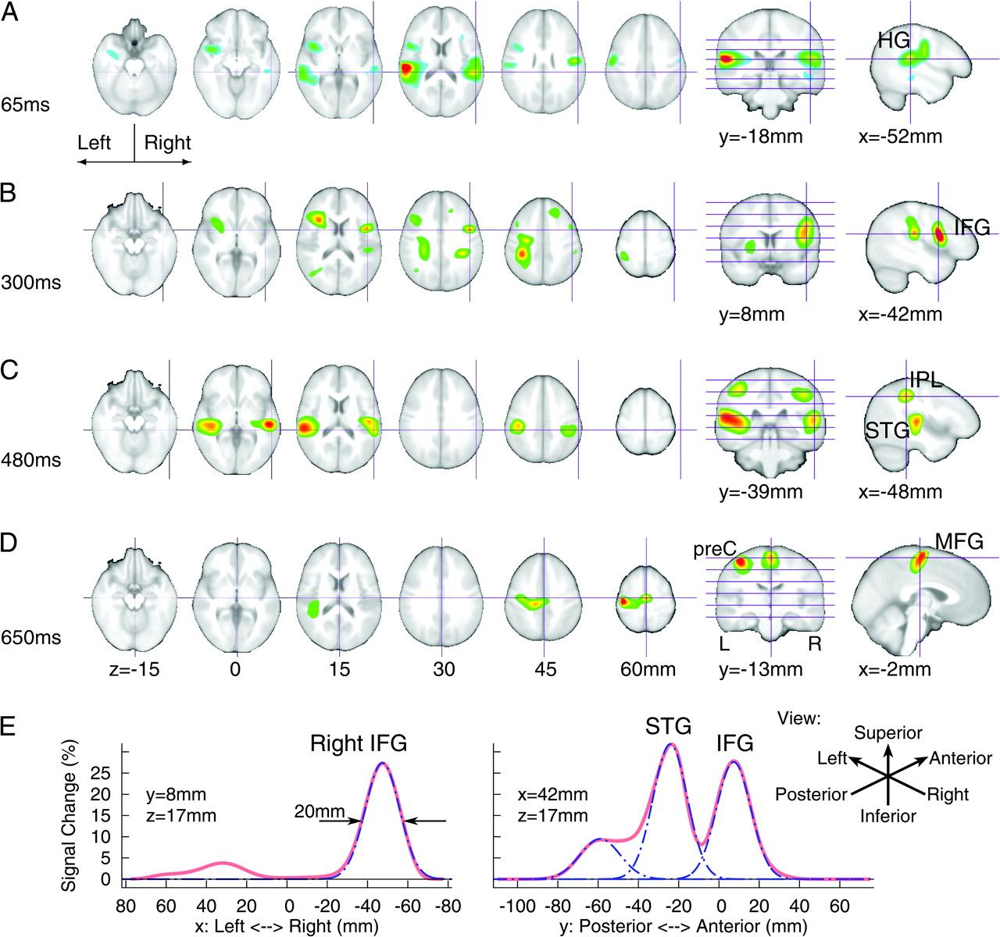 A
HG
65ms
y=-18mm
x=-52mm
Left
Right
B
IFG
300ms
y=8mm
x=-42mm
C
IPL
STG
480ms
y=-39mm
x=-48mm
D
preC
MFG
650ms
L
R
z=-15
0
15
30
45
60mm
y=-13mm
x=-2mm
E
View:
Superior
Left
Anterior
Posterior
Right
Inferior
Signal Change (%)
25
20
15
10
5
0
Right IFG
y=8mm
z=17mm
20mm
80 60 40 20 0 -20 -40 -60 -80
x: Left <--> Right (mm)
STG
IFG
x=42mm
z=17mm
-100 -80 -60 -40 -20 0 20 40 60
y: Posterior <--> Anterior (mm)